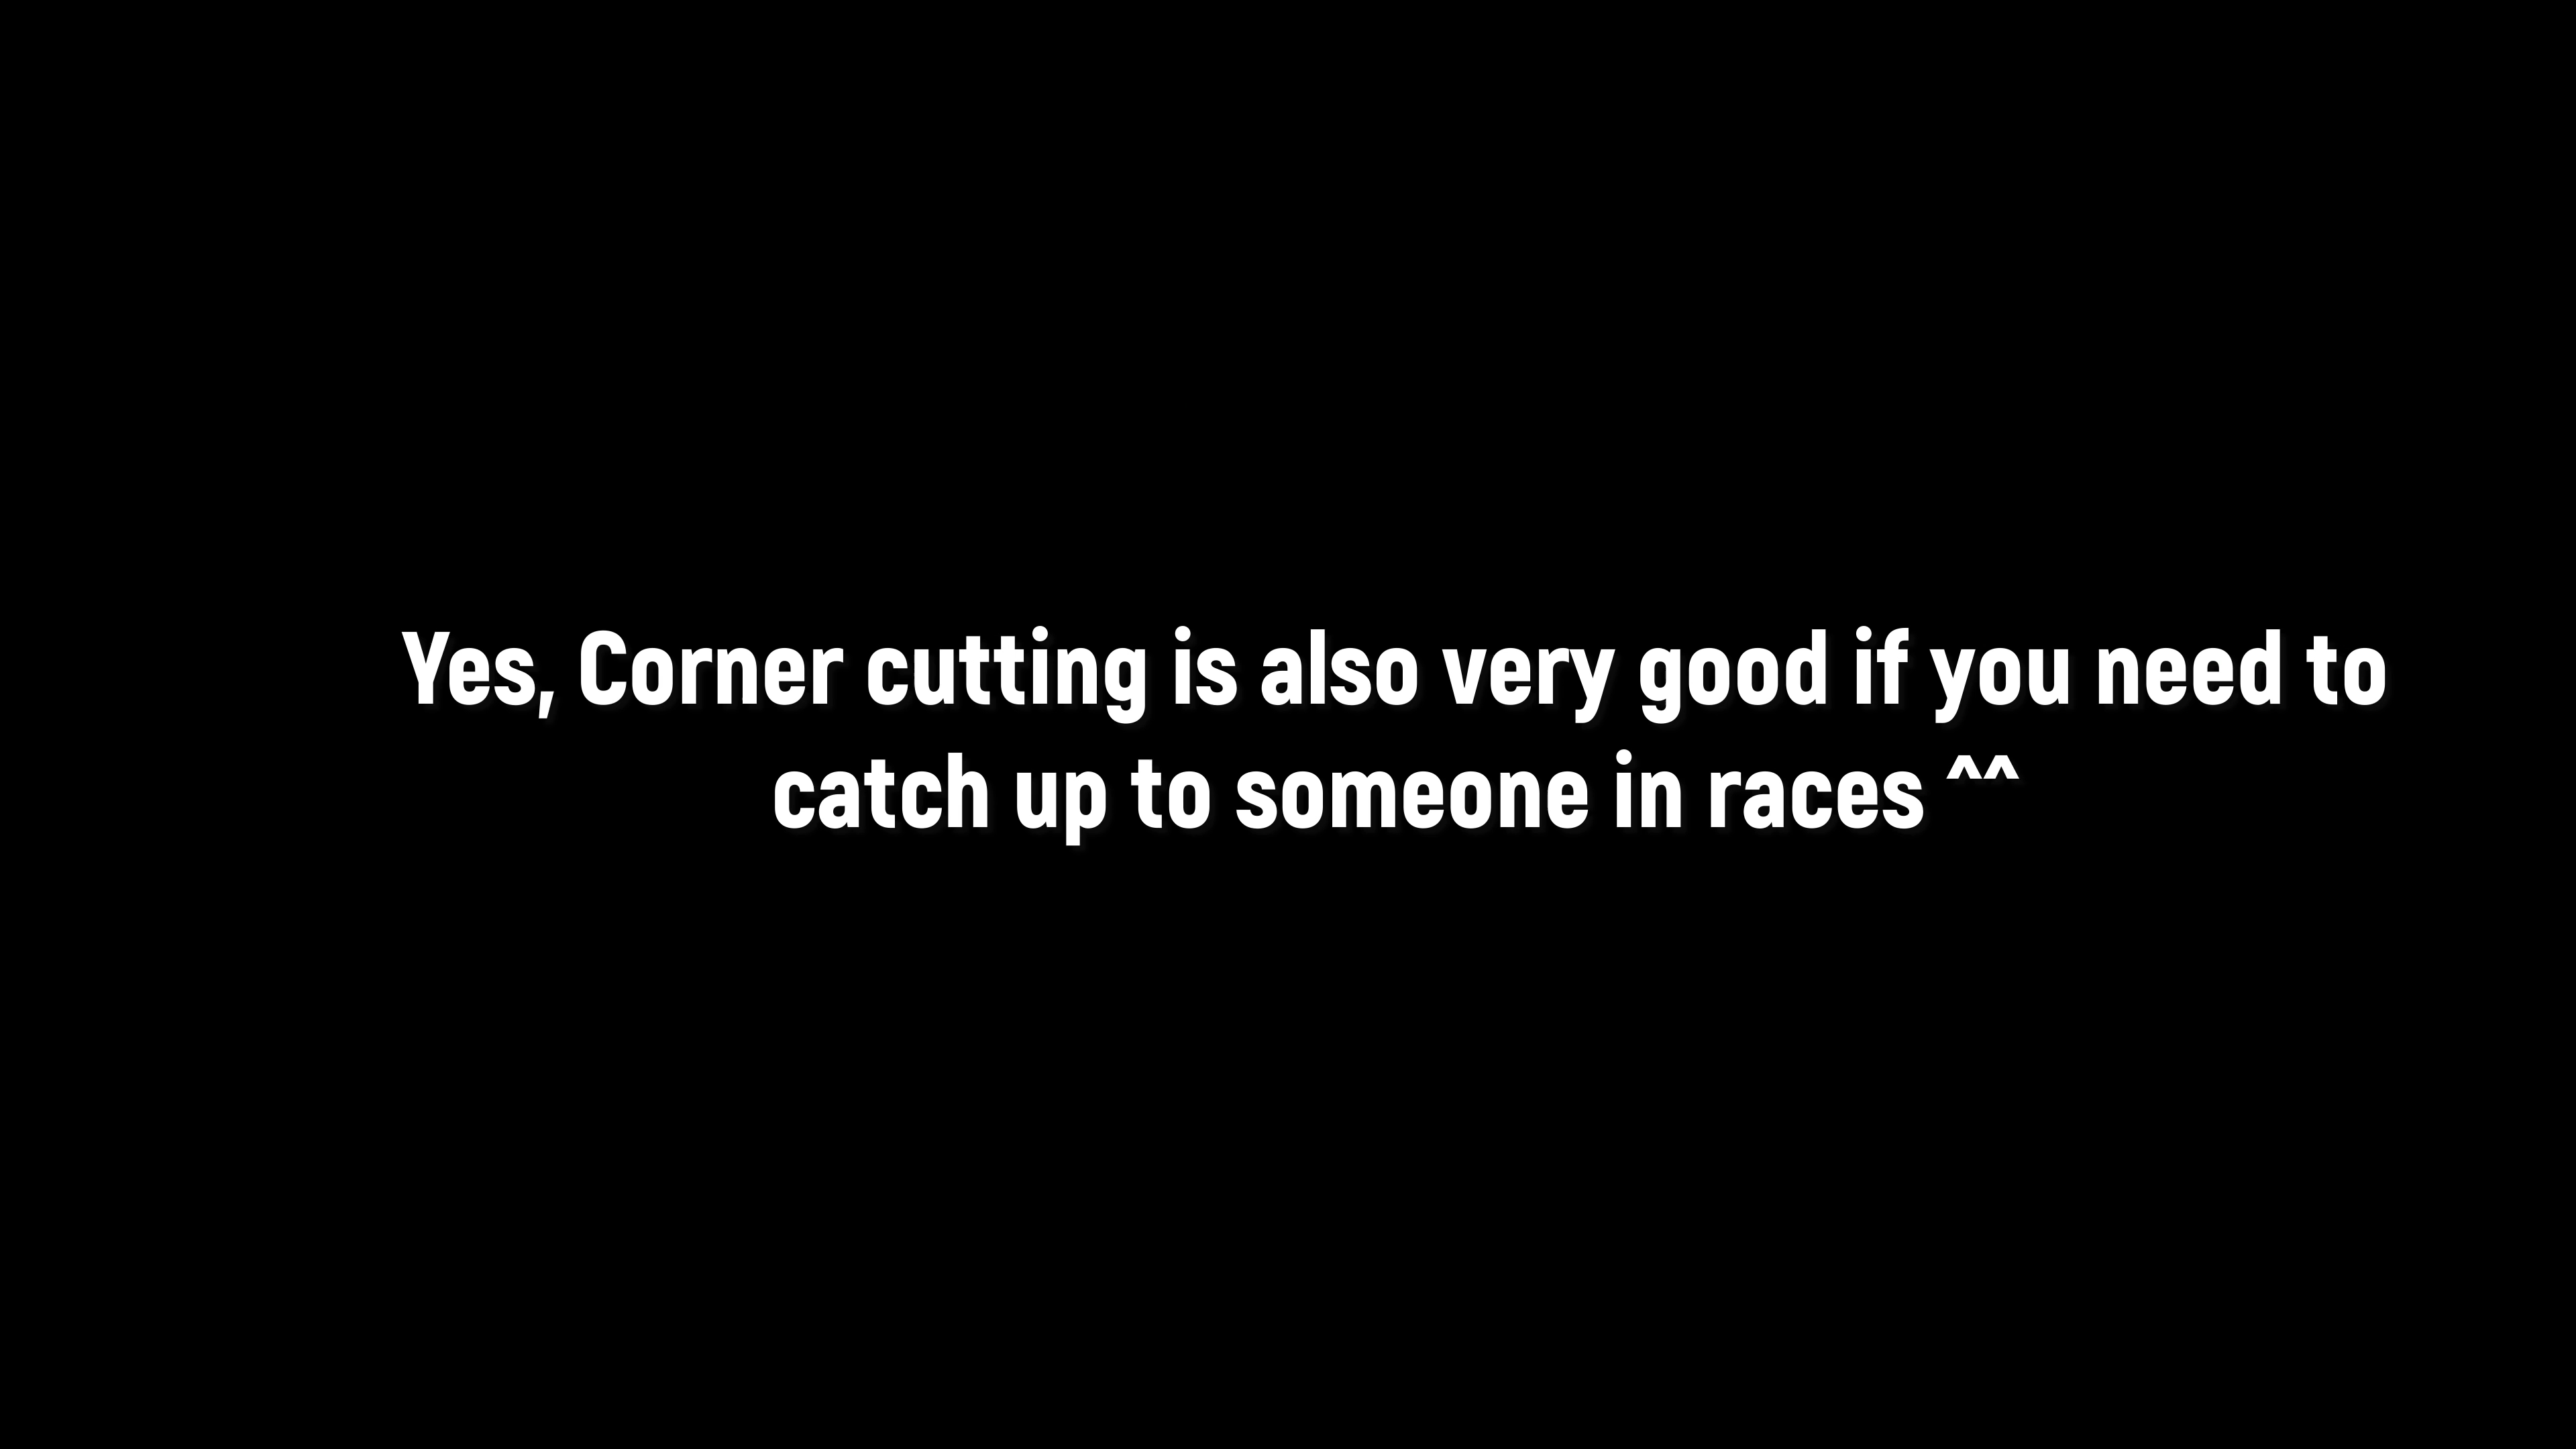 Yes, Corner cutting is also very good if you need to
catch up to someone in races ^^